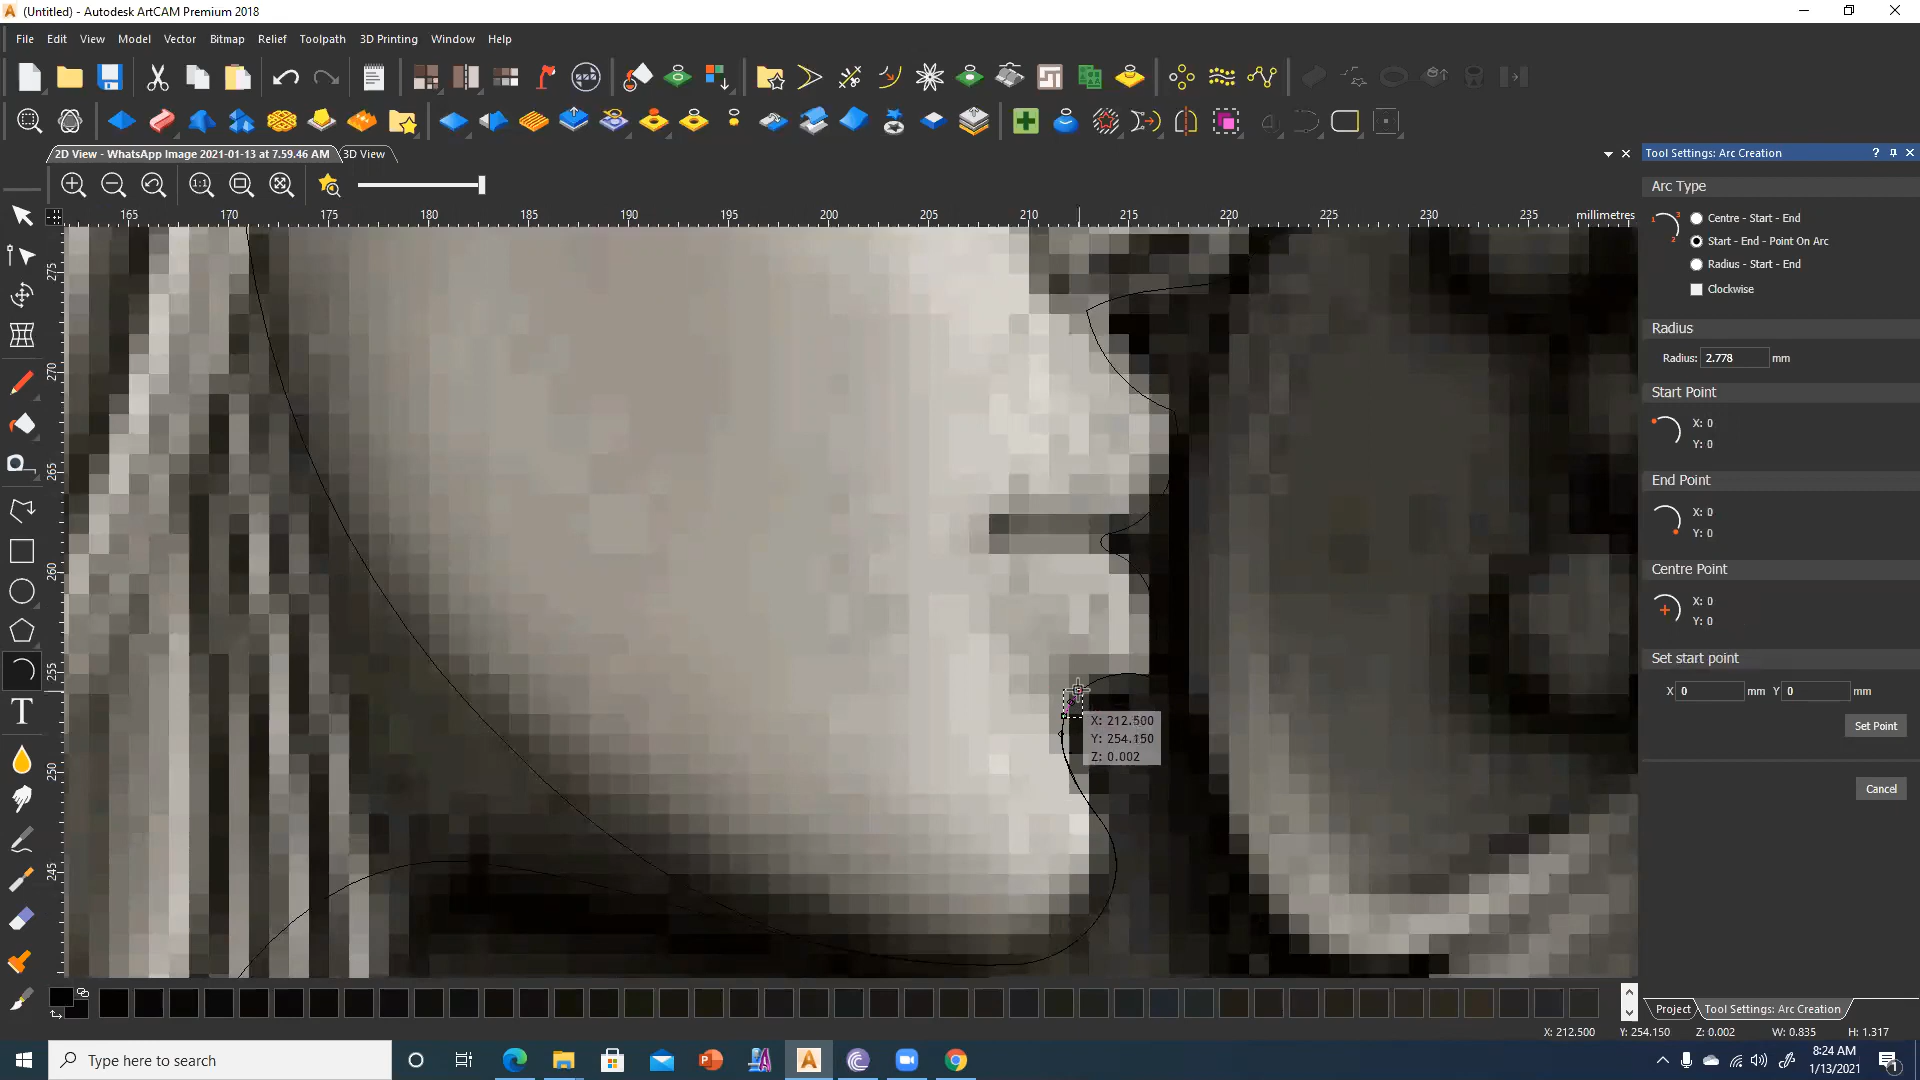 (Untitled) - Autodesk ArtCAM Premium 2018
File Edit View Model Vector Bitmap Relief Toolpath 3D Printing Window Help
2D View - WhatsApp Image 2021-01-13 at 7.59.46 AM 3D View
Tool Settings: Arc Creation
1:1
165 170 175 180 185 190 195 200 205 210 215 220 225 230 235 millimetres
275
270
265
260
255
250
245
Arc Type
Centre - Start - End
Start - End - Point On Arc
Radius - Start - End
Clockwise
Radius
Radius: 2.778 mm
Start Point
X: 0
Y: 0
End Point
X: 0
Y: 0
Centre Point
X: 0
Y: 0
Set start point
X 0 mm Y 0 mm
Set Point
Cancel
X: 212.500
Y: 254.150
Z: 0.002
Project Tool Settings: Arc Creation
X: 212.500 Y: 254.150 Z: 0.002 W: 0.835 H: 1.317
Type here to search
8:24 AM
1/13/2021